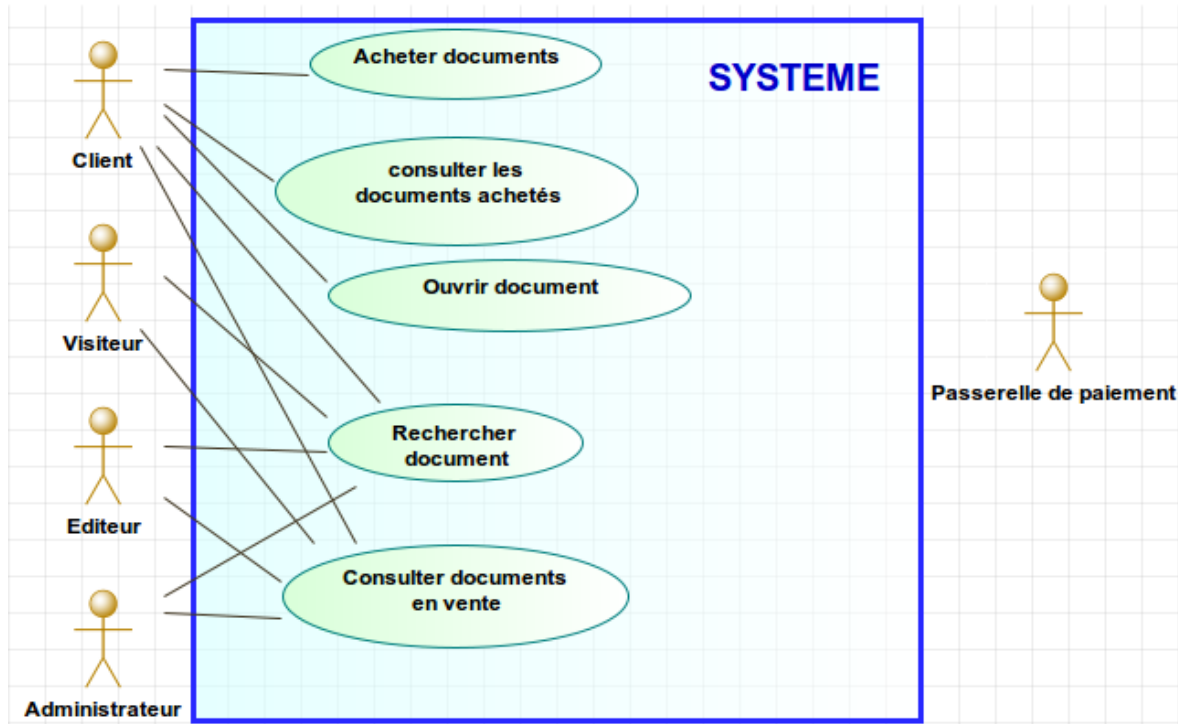 Acheter documents
SYSTEME
Client
consulter les
documents achetés
Ouvrir document
Visiteur
Passerelle de paiement
Rechercher
document
Editeur
Consulter documents
en vente
Administrateur